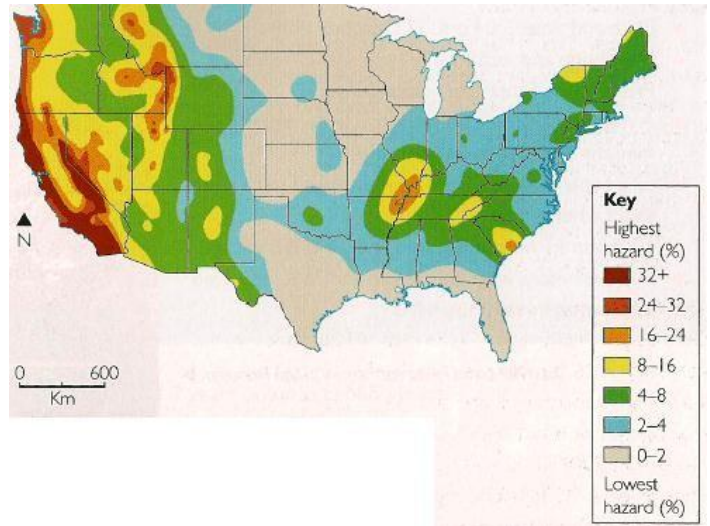 N
0 600
Km
Key
Highest
hazard (%)
32+
24–32
16–24
8–16
4–8
2–4
0–2
Lowest
hazard (%)